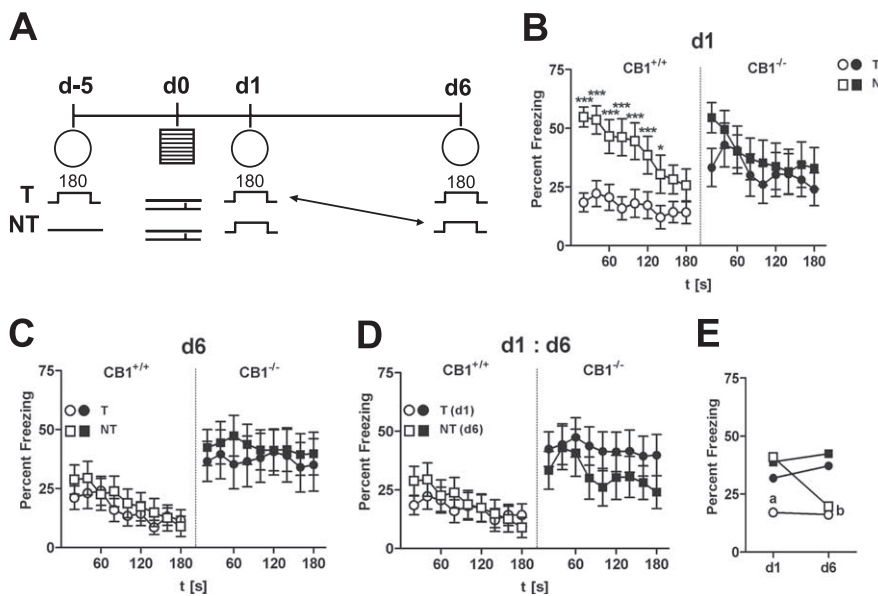 A
d-5 d0 d1 d6
180 180 180
T
NT
B
d1
CB1+/+ CB1-/-
T
N
Percent Freezing
75
50
25
0
*** *** *** *** *** *** *
60 120 180 60 120 180
t [s]
C
d6
CB1+/+ CB1-/-
T
NT
Percent Freezing
75
50
25
0
60 120 180 60 120 180
t [s]
D
d1 : d6
CB1+/+ CB1-/-
T (d1)
NT (d6)
Percent Freezing
75
50
25
0
60 120 180 60 120 180
t [s]
E
Percent Freezing
75
50
25
0
a
b
d1 d6